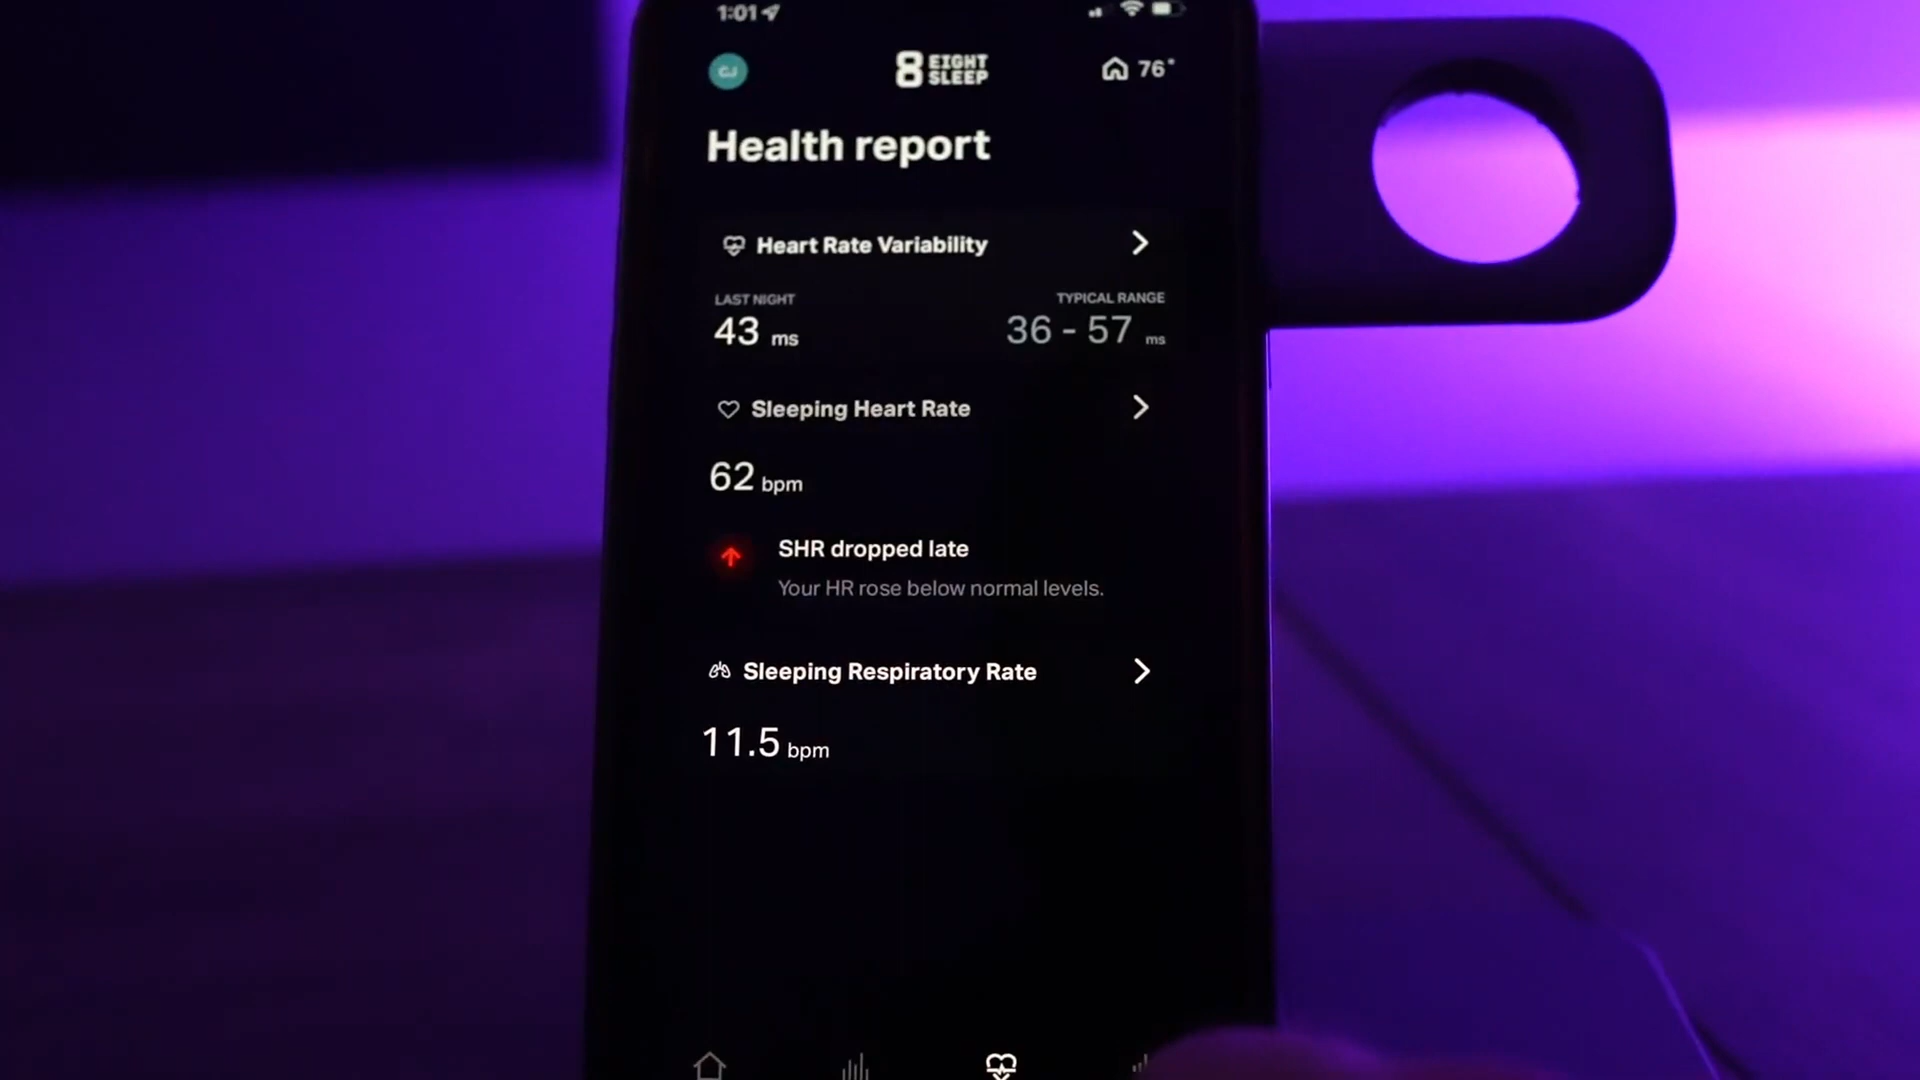 1:01
CJ
8 EIGHT SLEEP
76°
Health report
Heart Rate Variability
LAST NIGHT
TYPICAL RANGE
43 ms
36 - 57 ms
Sleeping Heart Rate
62 bpm
SHR dropped late
Your HR rose below normal levels.
Sleeping Respiratory Rate
11.5 bpm